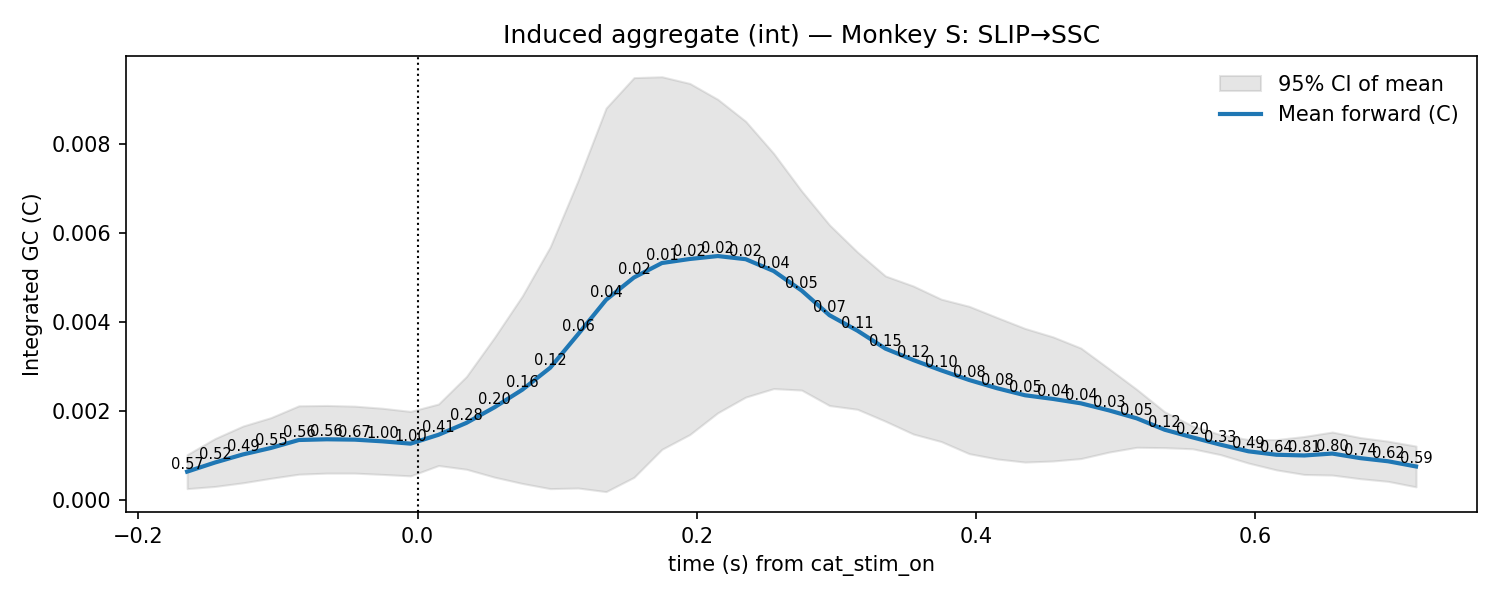 Induced aggregate (int) — Monkey S: SLIP→SSC
95% CI of mean
Mean forward (C)
Integrated GC (C)
0.008
0.006
0.004
0.002
0.000
0.57 0.52 0.49 0.55 0.56 0.56 0.67 1.00 1.00 0.41 0.28 0.20 0.16 0.12 0.06 0.04 0.02 0.01 0.02 0.02 0.02 0.04 0.05 0.07 0.11 0.15 0.12 0.10 0.08 0.08 0.05 0.04 0.04 0.03 0.05 0.12 0.20 0.33 0.49 0.64 0.81 0.80 0.74 0.62 0.59
−0.2 0.0 0.2 0.4 0.6
time (s) from cat_stim_on